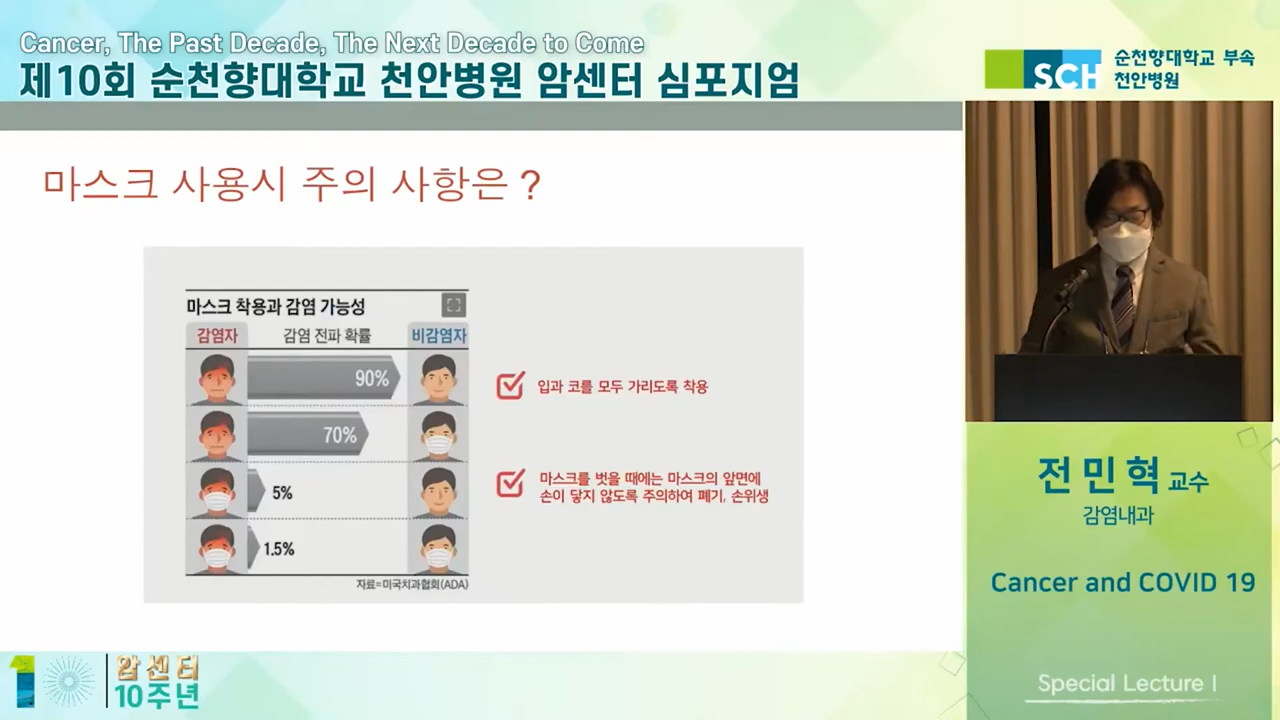 Cancer, The Past Decade, The Next Decade to Come
제10회 순천향대학교 천안병원 암센터 심포지엄
SCH
순천향대학교 부속
천안병원
마스크 사용시 주의 사항은 ?
마스크 착용과 감염 가능성
감염자 감염 전파 확률 비감염자
90%
70%
5%
1.5%
자료=미국치과협회(ADA)
입과 코를 모두 가리도록 착용
마스크를 벗을 때에는 마스크의 앞면에
손이 닿지 않도록 주의하여 폐기, 손위생
전민혁 교수
감염내과
Cancer and COVID 19
Special Lecture I
10
암센터
10주년